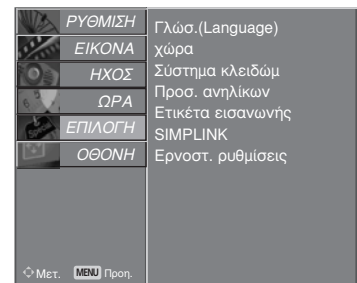 ΡΥΘΜΙΣΗ
ΕΙΚΟΝΑ
ΗΧΟΣ
ΩΡΑ
ΕΠΙΛΟΓΗ
ΟΘΟΝΗ
Μετ. MENU Προη.
Γλώσ.(Language)
χώρα
Σύστημα κλειδώμ
Προσ. ανηλίκων
Ετικέτα εισανωνής
SIMPLINK
Ερνοστ. ρυθμίσεις